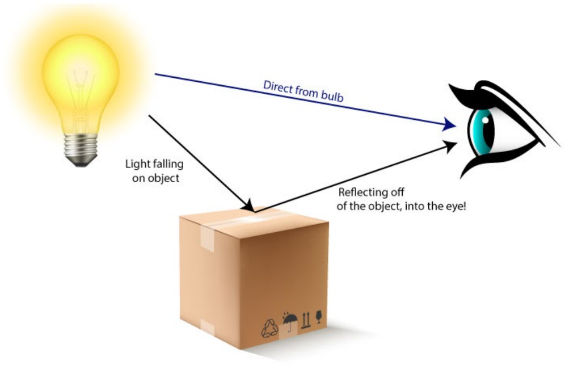 Direct from bulb
Light falling
on object
Reflecting off
of the object, into the eye!